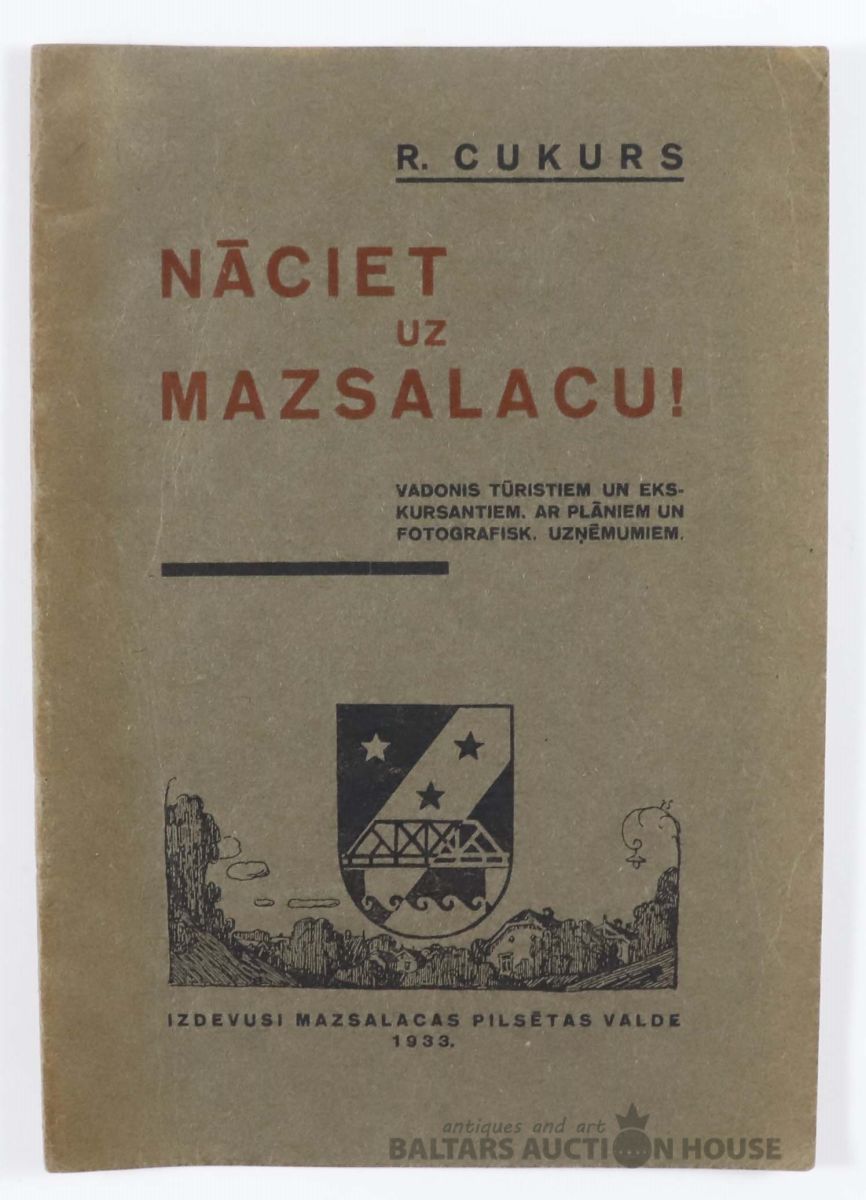 R. CUKURS
NĀCIET
UZ
MAZSALACU!
VADONIS TŪRISTIEM UN EKS-
KURSANTIEM. AR PLĀNIEM UN
FOTOGRAFISK. UZŅĒMUMIEM.
IZDEVUSI MAZSALACAS PILSĒTAS VALDE
1933.
antiques and art
BALTARS AUCTION HOUSE